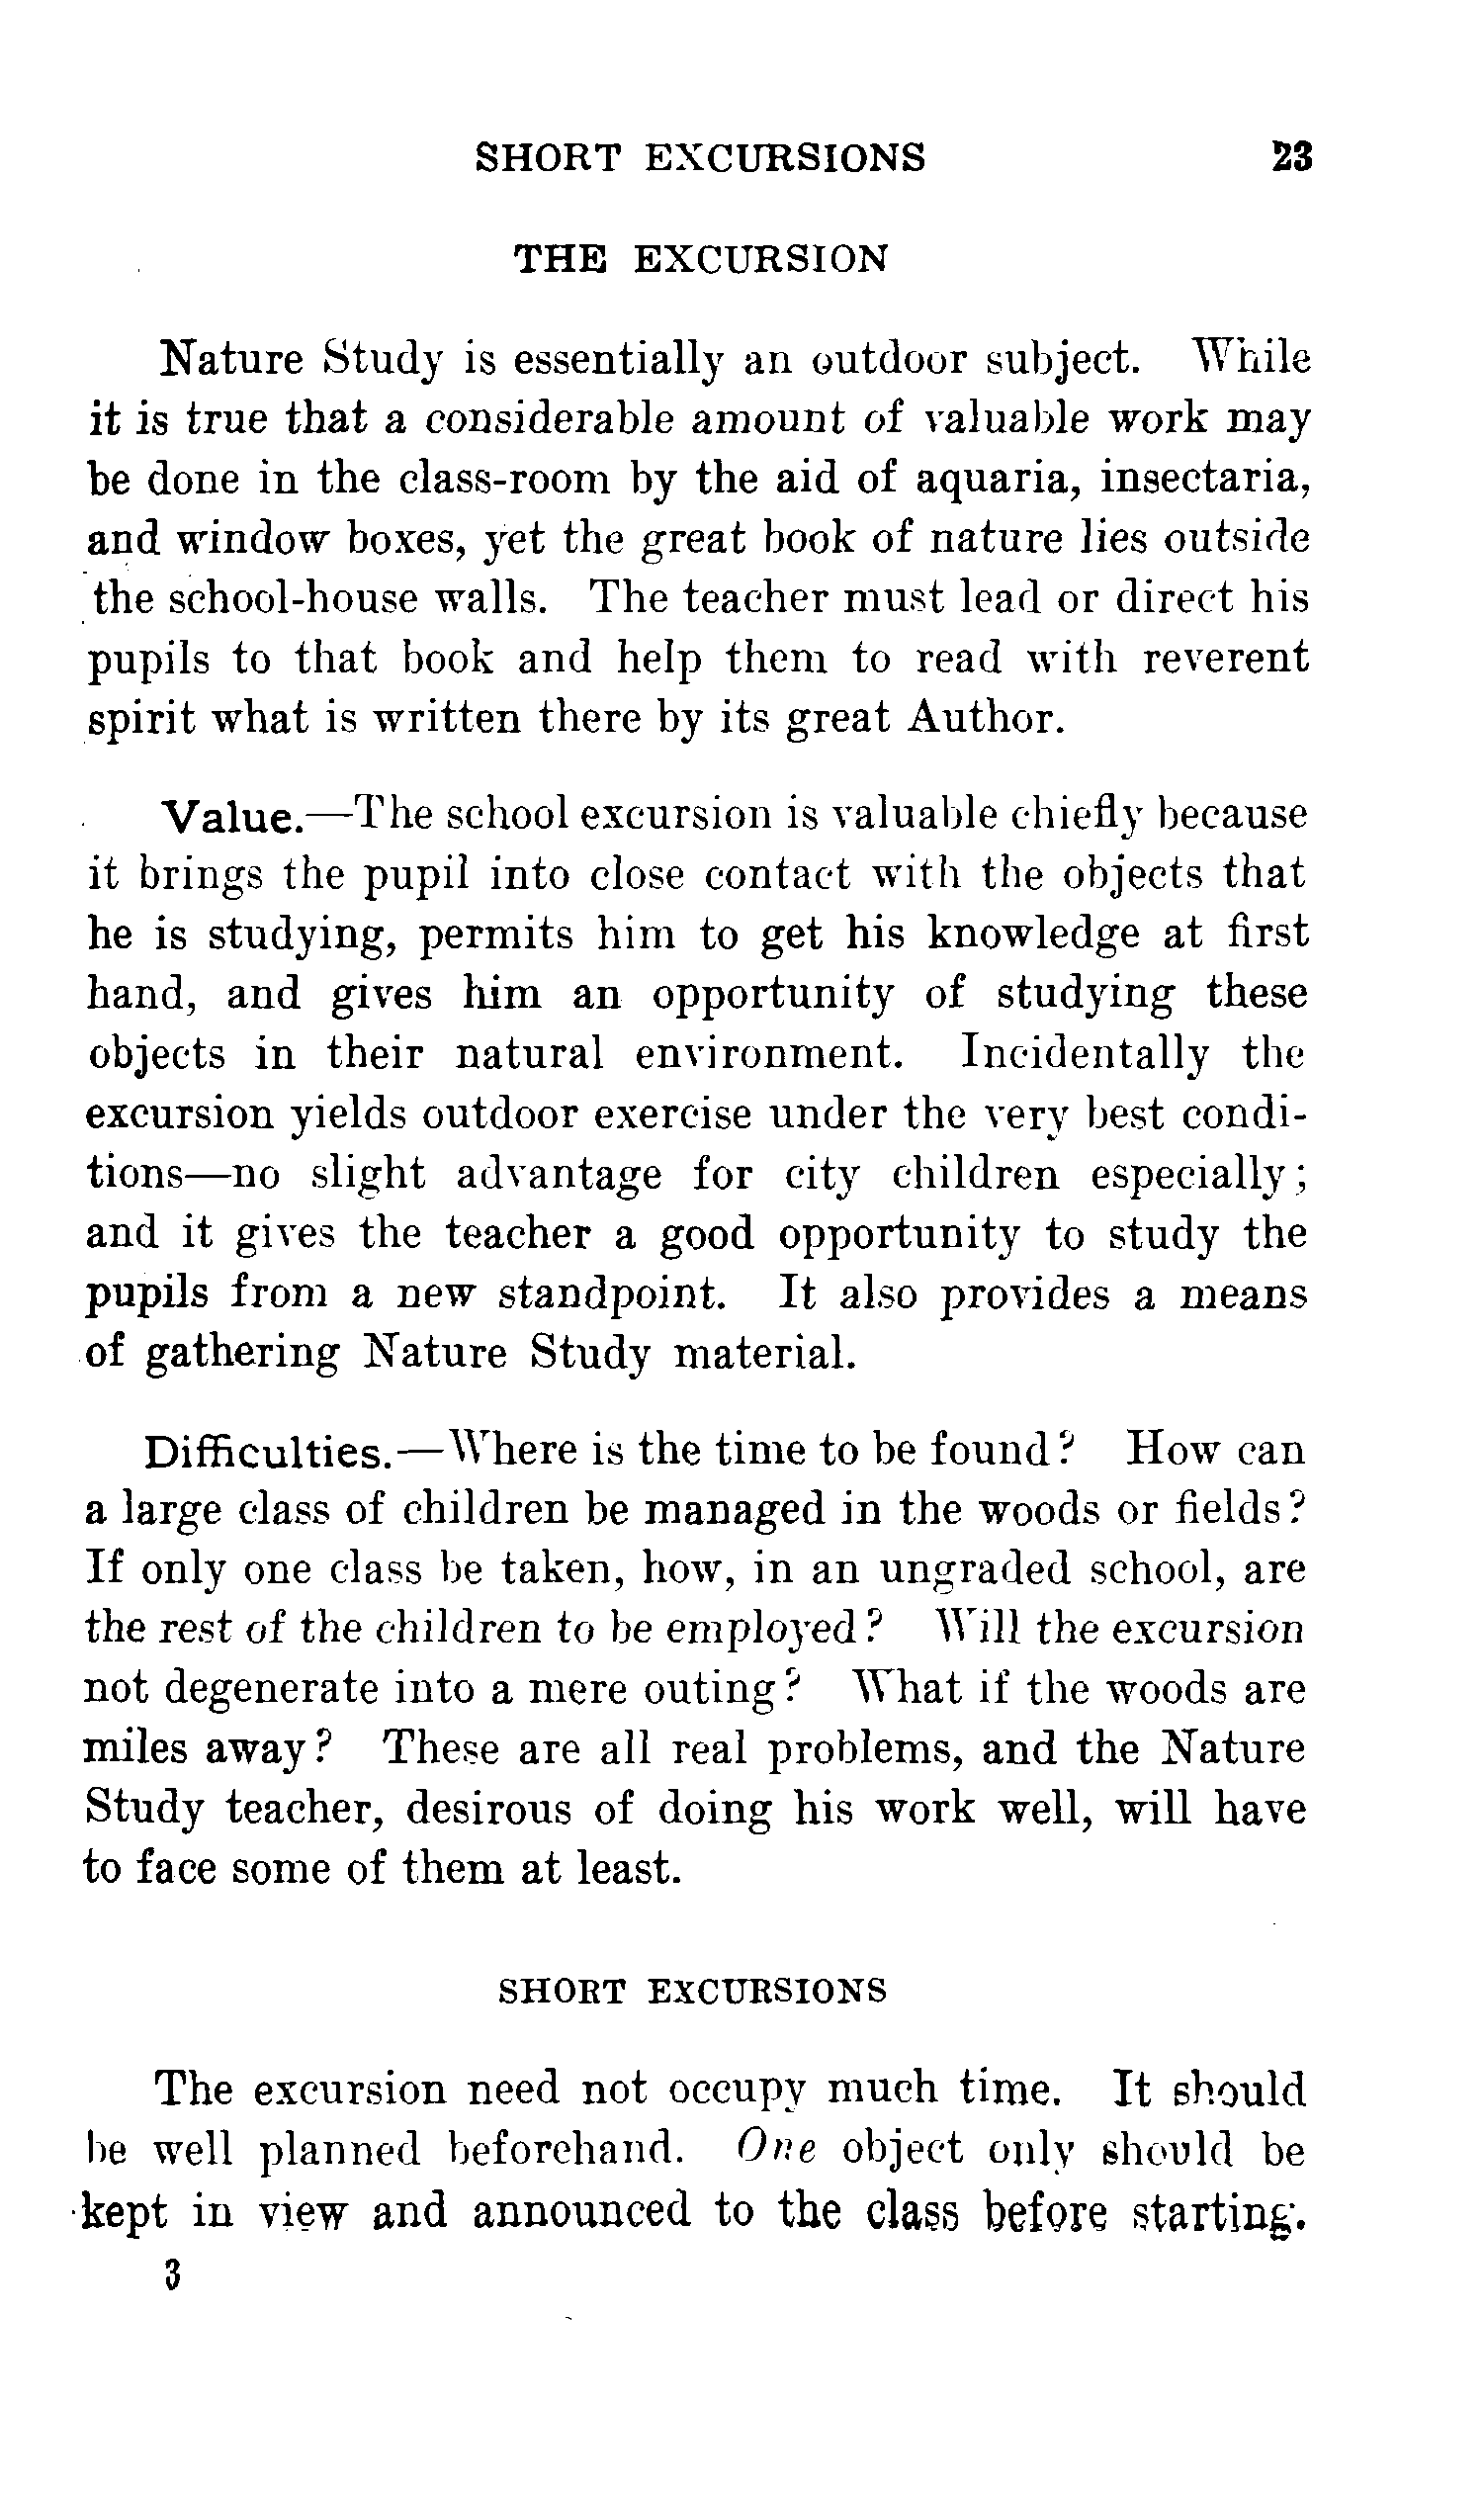 SHORT EXCURSIONS 23
THE EXCURSION
Nature Study is essentially an outdoor subject. While
it is true that a considerable amount of valuable work may
be done in the class-room by the aid of aquaria, insectaria,
and window boxes, yet the great book of nature lies outside
the school-house walls. The teacher must lead or direct his
pupils to that book and help them to read with reverent
spirit what is written there by its great Author.
Value.—The school excursion is valuable chiefly because
it brings the pupil into close contact with the objects that
he is studying, permits him to get his knowledge at first
hand, and gives him an opportunity of studying these
objects in their natural environment. Incidentally the
excursion yields outdoor exercise under the very best condi-
tions—no slight advantage for city children especially;
and it gives the teacher a good opportunity to study the
pupils from a new standpoint. It also provides a means
of gathering Nature Study material.
Difficulties.—Where is the time to be found? How can
a large class of children be managed in the woods or fields?
If only one class be taken, how, in an ungraded school, are
the rest of the children to be employed? Will the excursion
not degenerate into a mere outing? What if the woods are
miles away? These are all real problems, and the Nature
Study teacher, desirous of doing his work well, will have
to face some of them at least.
SHORT EXCURSIONS
The excursion need not occupy much time. It should
be well planned beforehand. One object only should be
kept in view and announced to the class before starting.
3